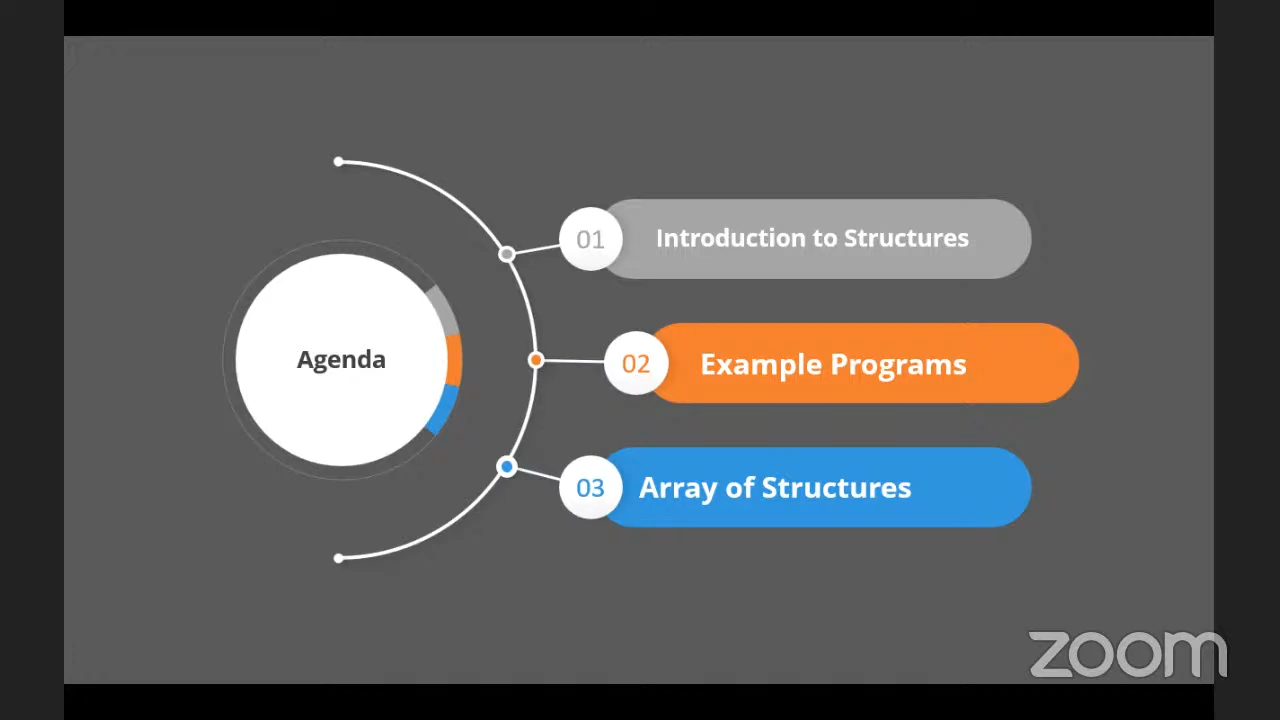 Agenda
01
Introduction to Structures
02
Example Programs
03
Array of Structures
zoom